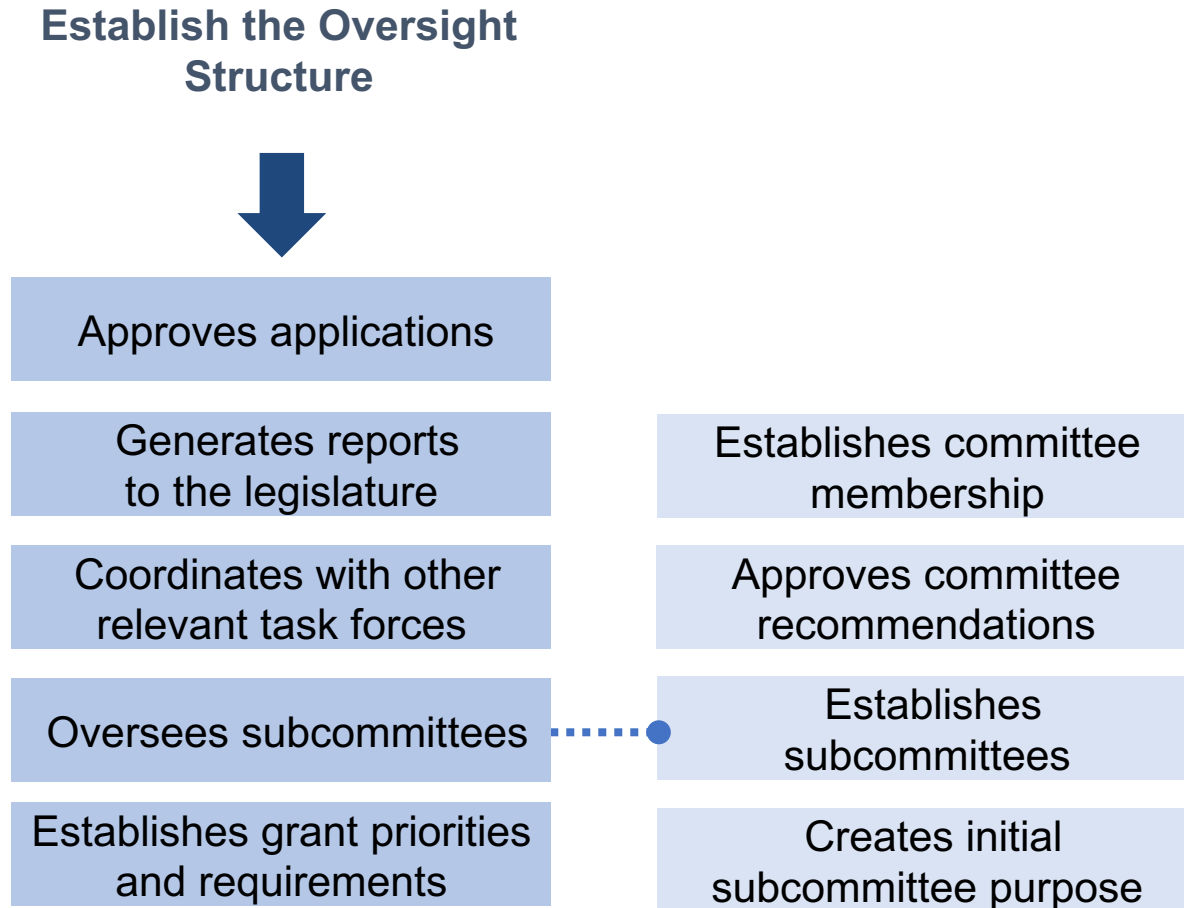 Establish the Oversight
Structure
Approves applications
Generates reports
to the legislature
Coordinates with other
relevant task forces
Oversees subcommittees
Establishes grant priorities
and requirements
Establishes committee
membership
Approves committee
recommendations
Establishes
subcommittees
Creates initial
subcommittee purpose